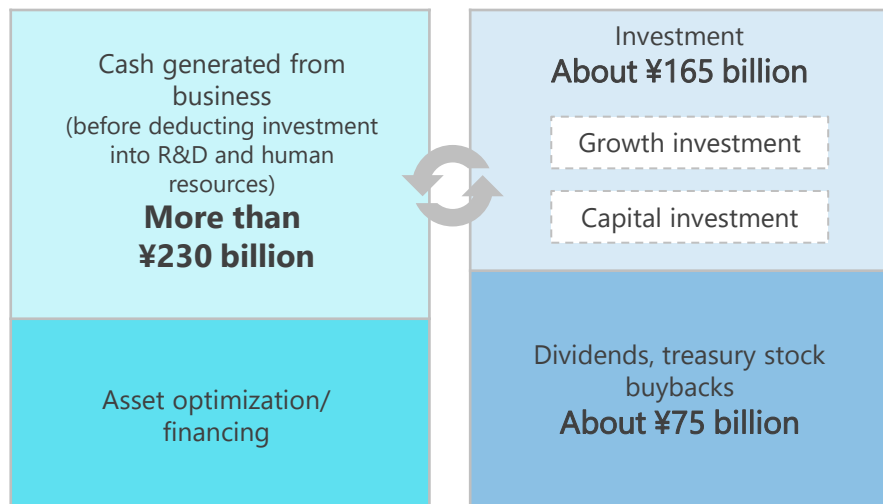 Cash generated from
business
(before deducting investment
into R&D and human
resources)
More than
¥230 billion
Asset optimization/
financing
Investment
About ¥165 billion
Growth investment
Capital investment
Dividends, treasury stock
buybacks
About ¥75 billion